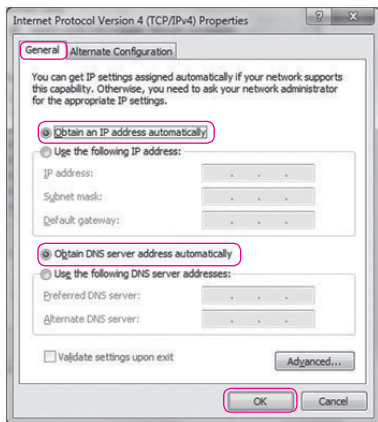 Internet Protocol Version 4 (TCP/IPv4) Properties
General
Alternate Configuration
You can get IP settings assigned automatically if your network supports
this capability. Otherwise, you need to ask your network administrator
for the appropriate IP settings.
Obtain an IP address automatically
Use the following IP address:
IP address:
Subnet mask:
Default gateway:
Obtain DNS server address automatically
Use the following DNS server addresses:
Preferred DNS server:
Alternate DNS server:
Validate settings upon exit
Advanced...
OK
Cancel